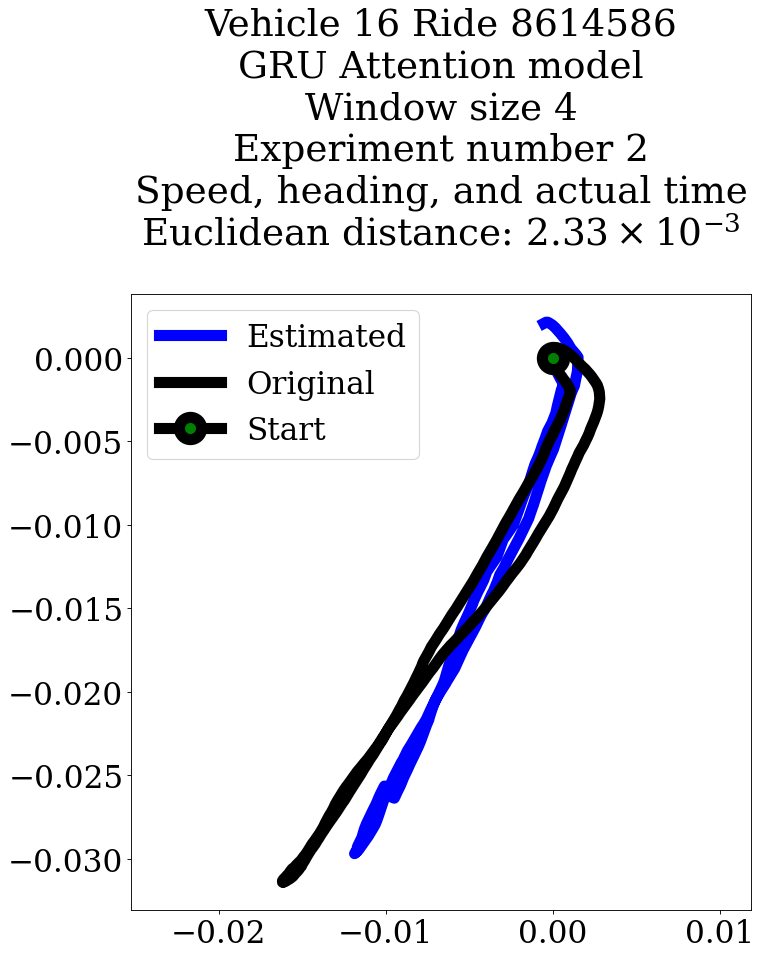 Vehicle 16 Ride 8614586
GRU Attention model
Window size 4
Experiment number 2
Speed, heading, and actual time
Euclidean distance: 2.33 × 10⁻³
Estimated
Original
Start
0.000
−0.005
−0.010
−0.015
−0.020
−0.025
−0.030
−0.02 −0.01 0.00 0.01